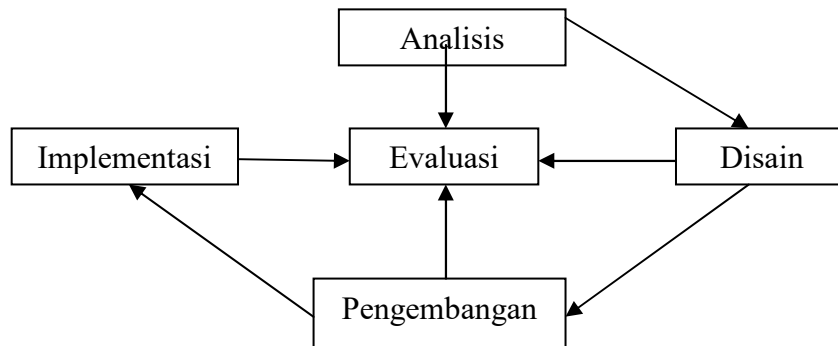 Analisis
Implementasi
Evaluasi
Disain
Pengembangan